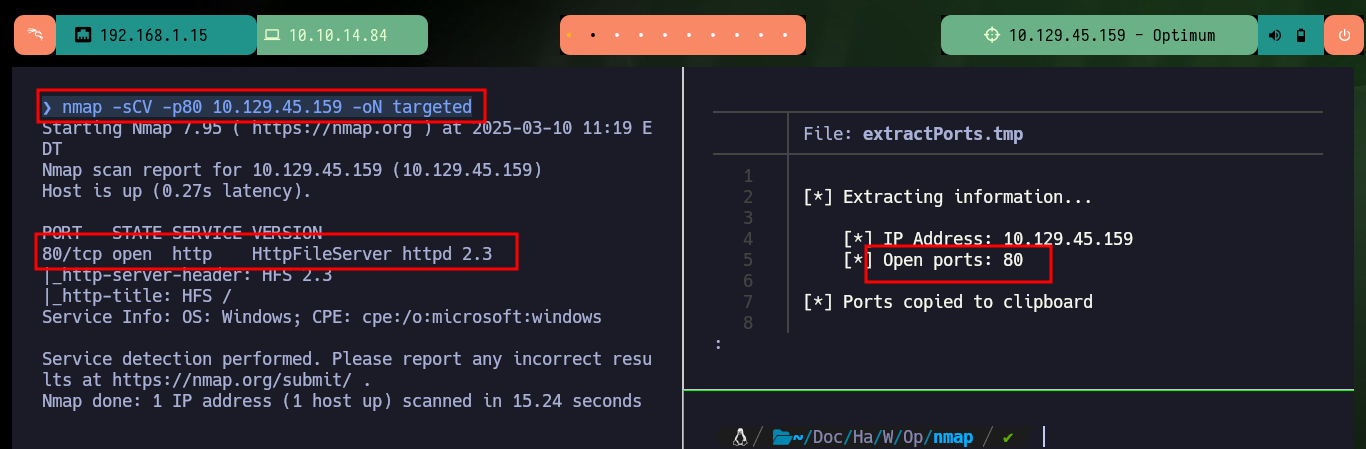 192.168.1.15
10.10.14.84
10.129.45.159 - Optimum
❯ nmap -sCV -p80 10.129.45.159 -oN targeted
Starting Nmap 7.95 ( https://nmap.org ) at 2025-03-10 11:19 E
DT
Nmap scan report for 10.129.45.159 (10.129.45.159)
Host is up (0.27s latency).
PORT   STATE SERVICE VERSION
80/tcp open  http    HttpFileServer httpd 2.3
|_http-server-header: HFS 2.3
|_http-title: HFS /
Service Info: OS: Windows; CPE: cpe:/o:microsoft:windows
Service detection performed. Please report any incorrect resu
lts at https://nmap.org/submit/ .
Nmap done: 1 IP address (1 host up) scanned in 15.24 seconds
File: extractPorts.tmp
1
2 [*] Extracting information...
3
4 [*] IP Address: 10.129.45.159
5 [*] Open ports: 80
6
7 [*] Ports copied to clipboard
8
:
/ ~/Doc/Ha/W/Op/nmap / ✔